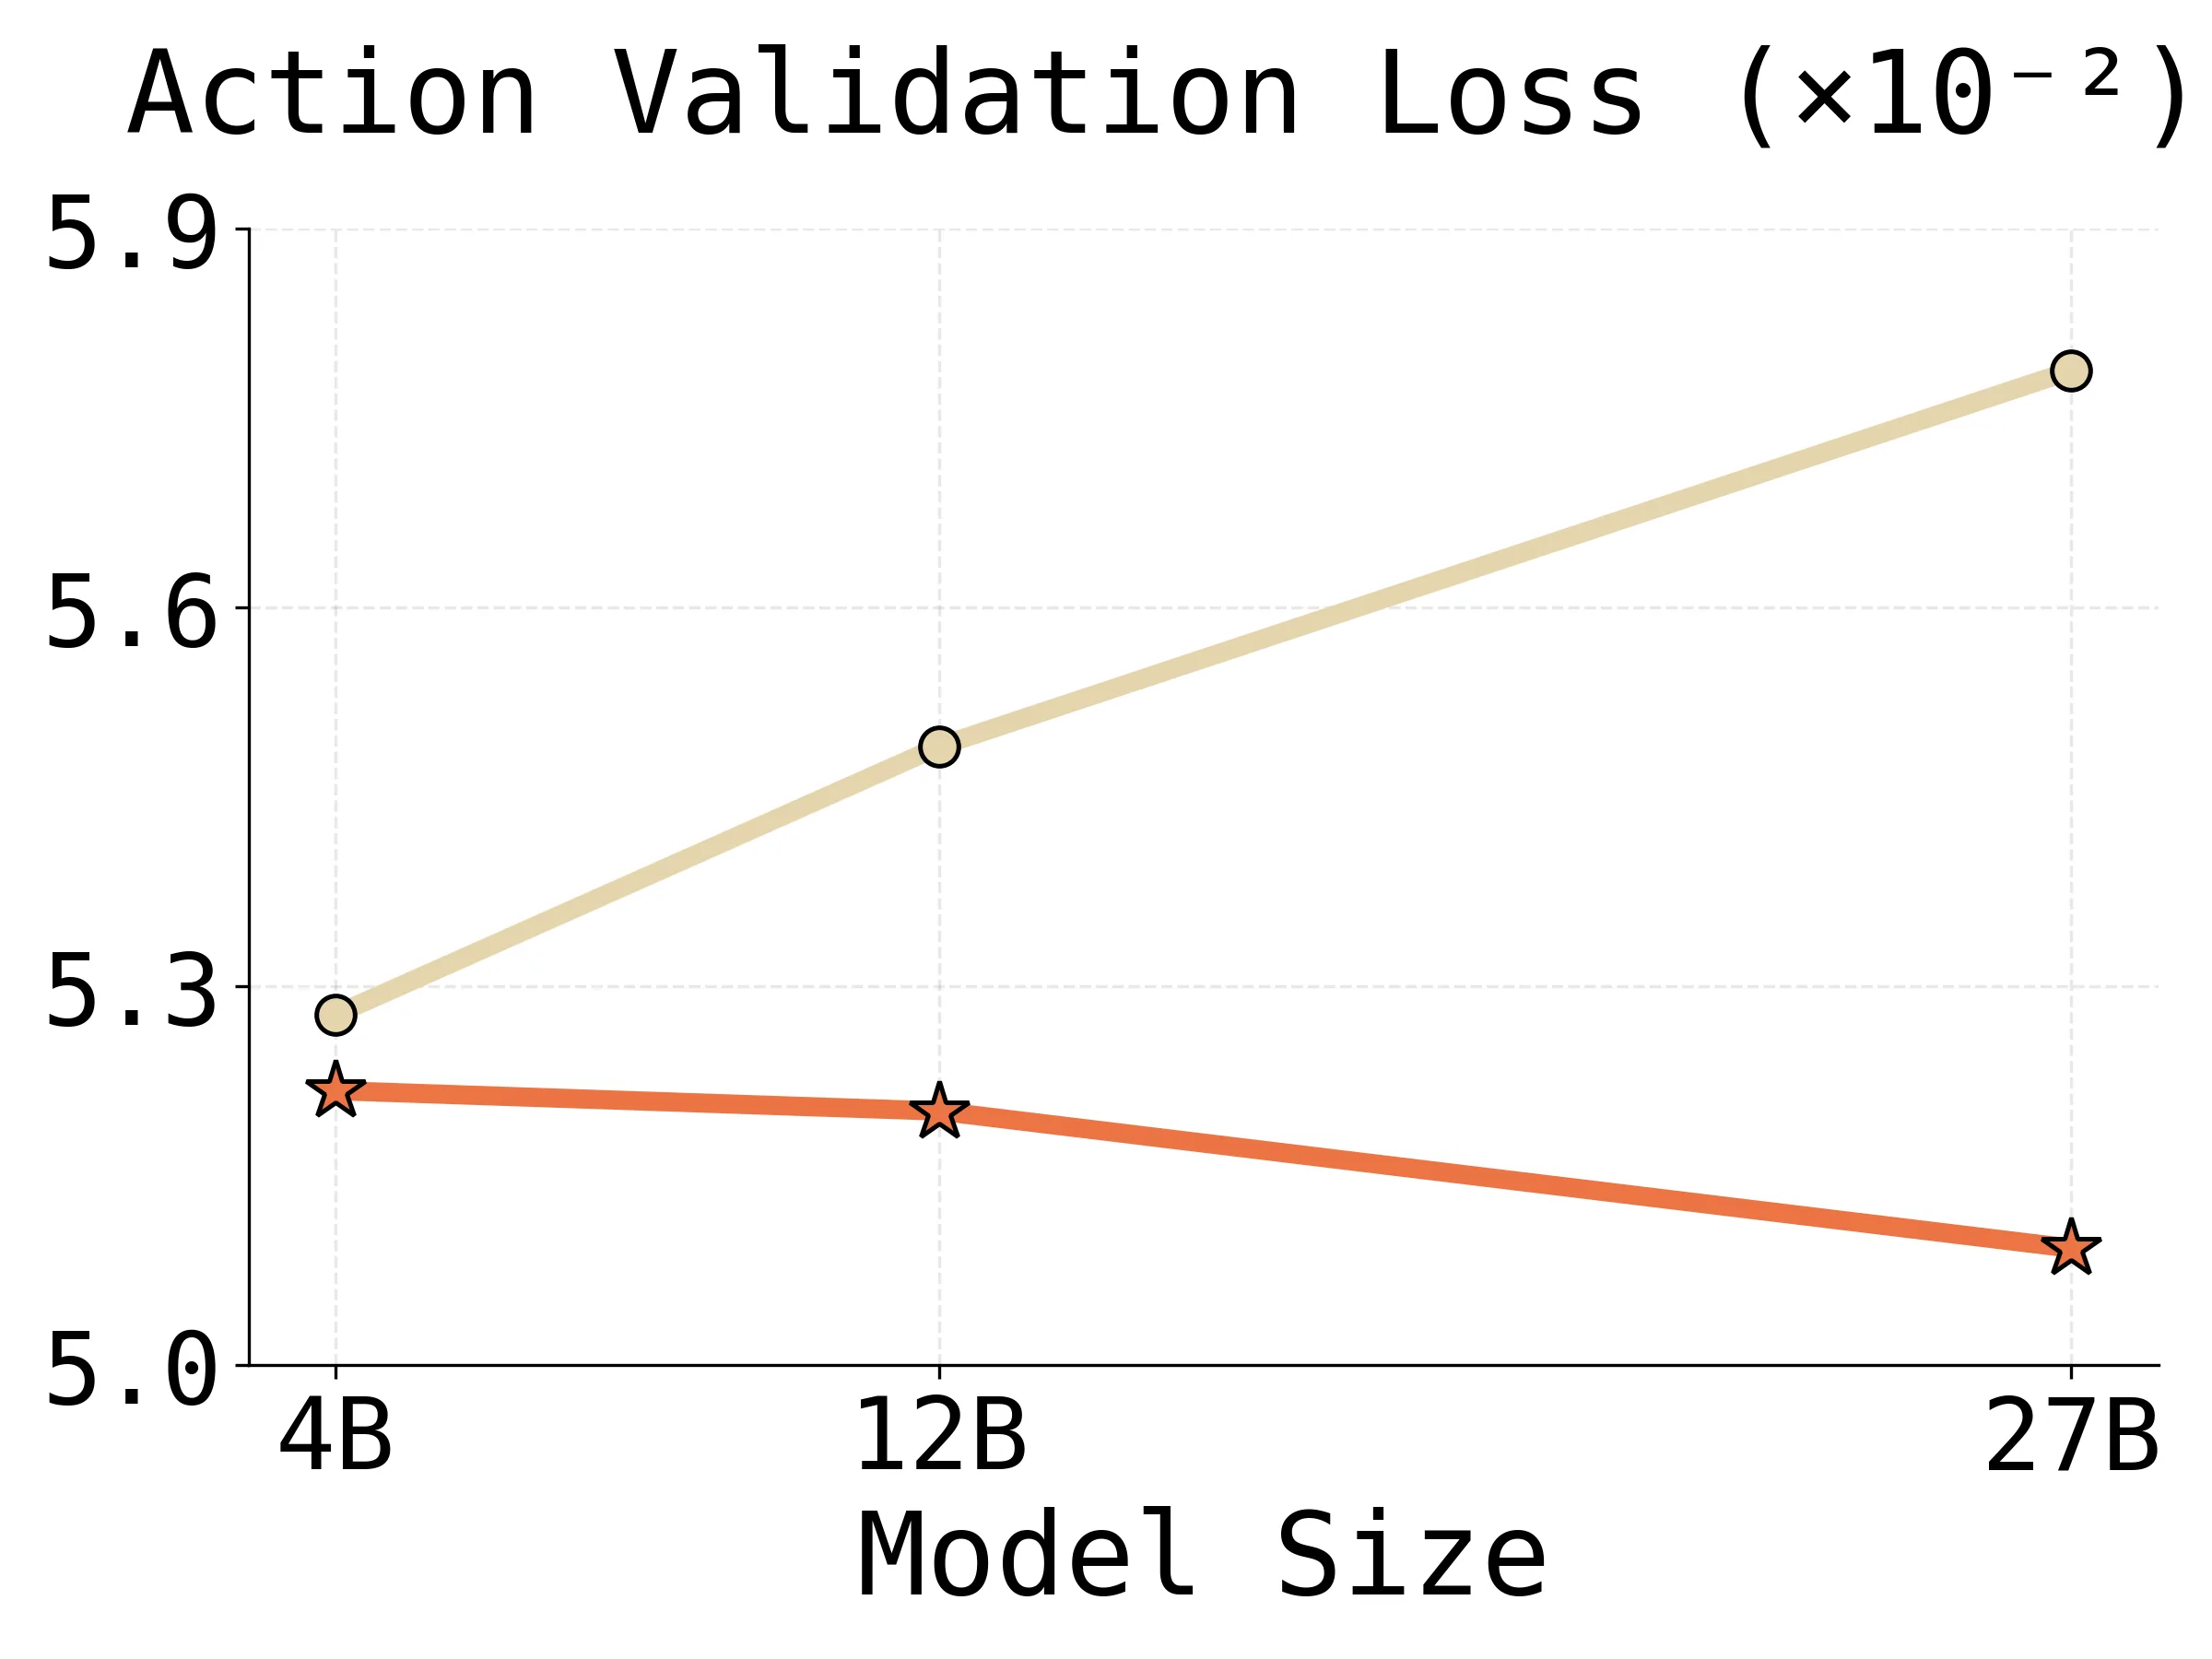 Action Validation Loss (×10⁻²)
5.9
5.6
5.3
5.0
4B 12B 27B
Model Size